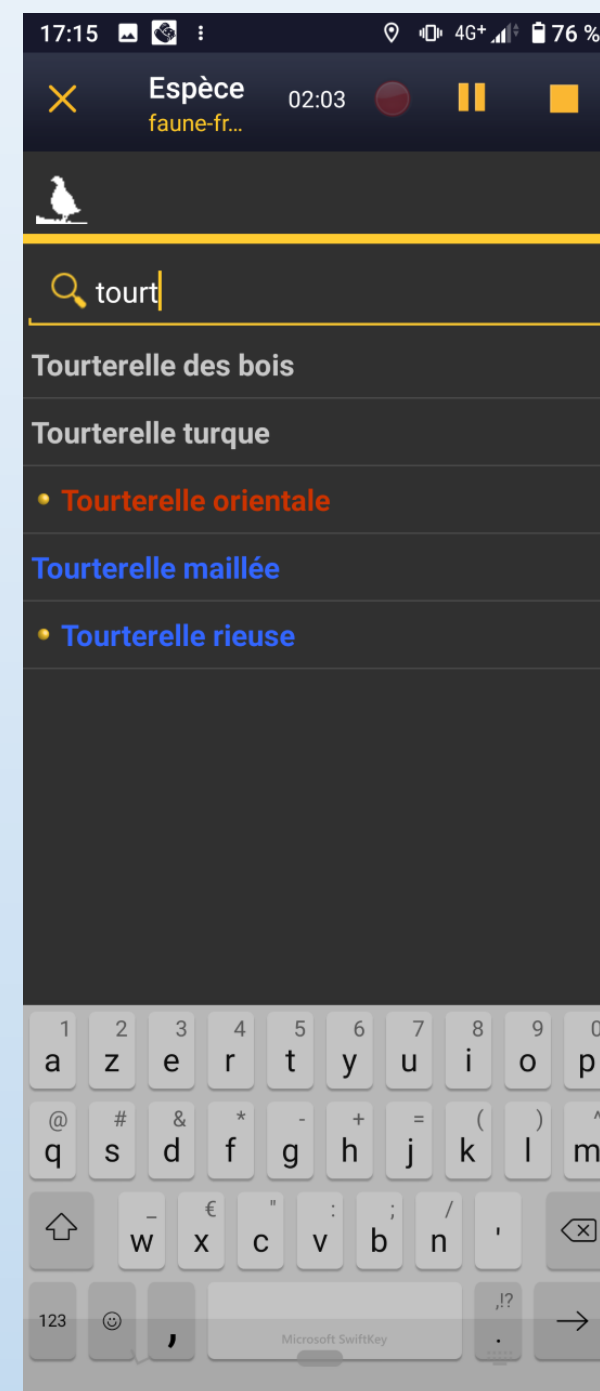 17:15 4G+ 76 %
Espèce 02:03
faune-fr...
tourt
Tourterelle des bois
Tourterelle turque
Tourterelle orientale
Tourterelle maillée
Tourterelle rieuse
1 2 3 4 5 6 7 8 9 0
a z e r t y u i o p
@ # & * - + = ( ) ^
q s d f g h j k l m
_ € " : ; /
w x c v b n '
123 , Microsoft SwiftKey ,!? .